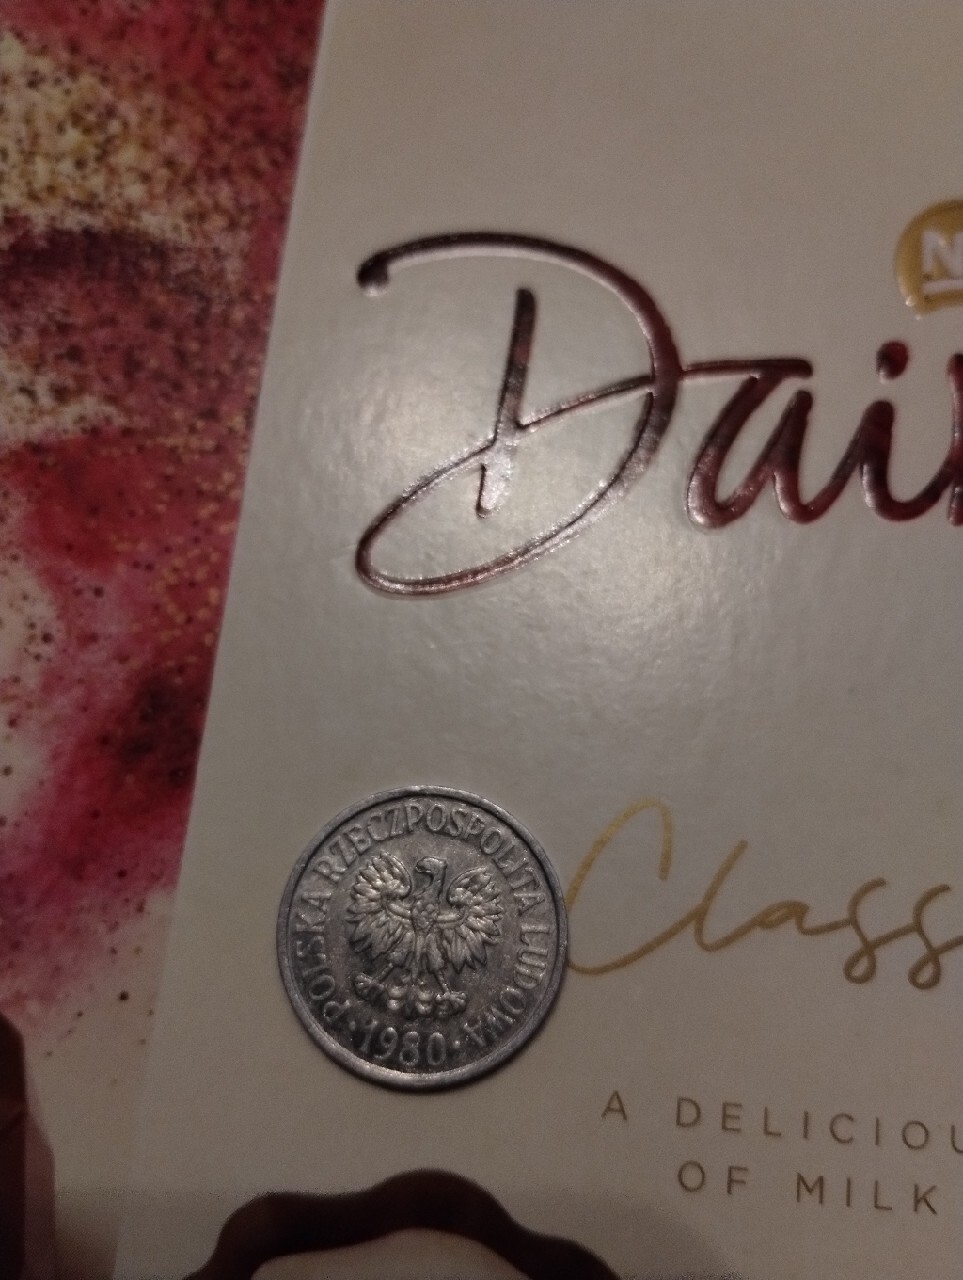 N
Dai
Class
POLSKA RZECZPOSPOLITA LUDOWA
• 1980 •
A DELICIOU
OF MILK